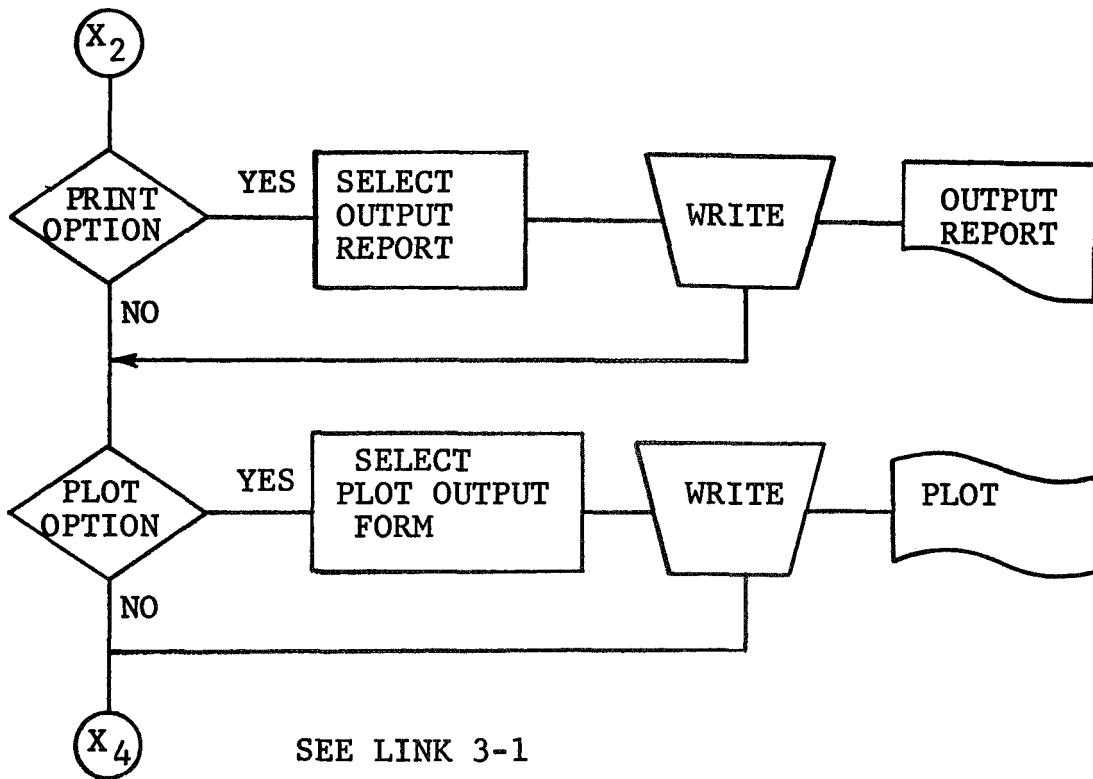 X2
PRINT
OPTION
YES
SELECT
OUTPUT
REPORT
WRITE
OUTPUT
REPORT
NO
PLOT
OPTION
YES
SELECT
PLOT OUTPUT
FORM
WRITE
PLOT
NO
X4
SEE LINK 3-1